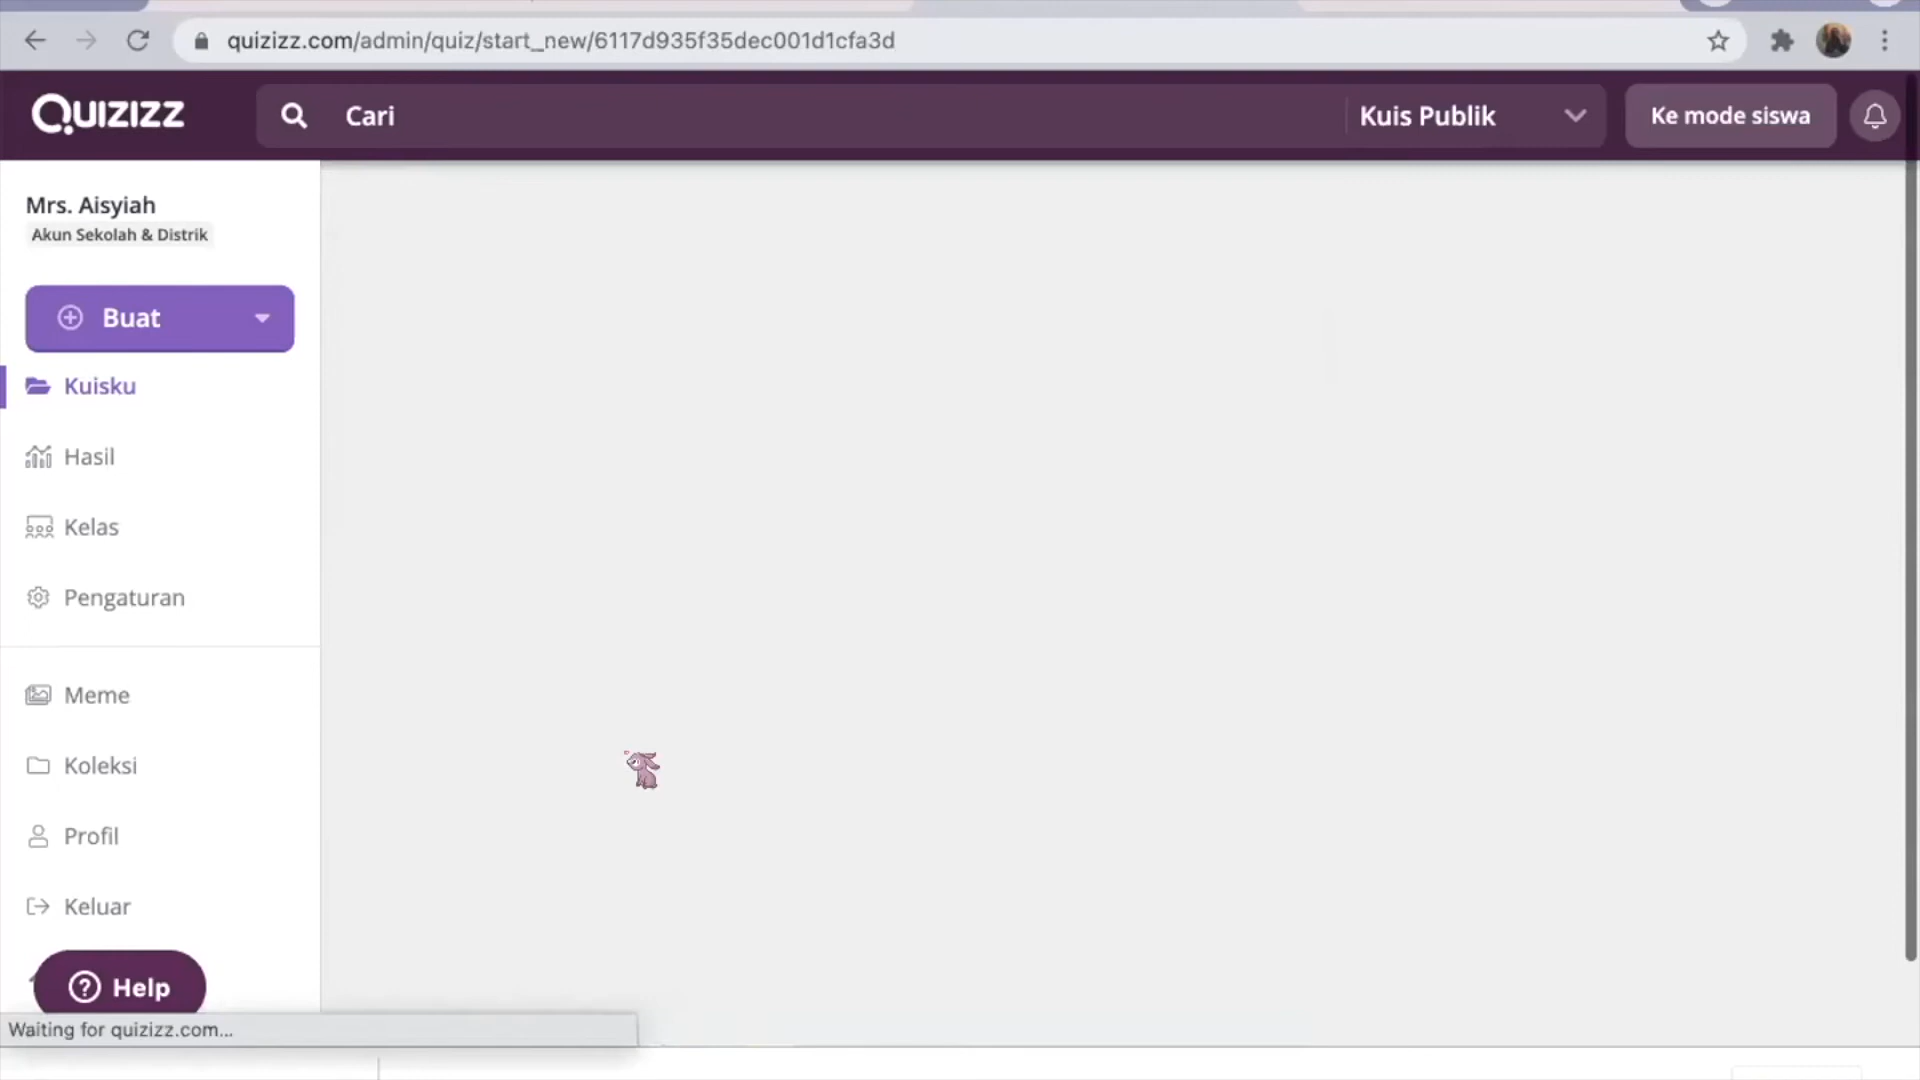 quizizz.com/admin/quiz/start_new/6117d935f35dec001d1cfa3d
QUIZIZZ
Cari
Kuis Publik
Ke mode siswa
Mrs. Aisyiah
Akun Sekolah & Distrik
Buat
Kuisku
Hasil
Kelas
Pengaturan
Meme
Koleksi
Profil
Keluar
Help
Waiting for quizizz.com...